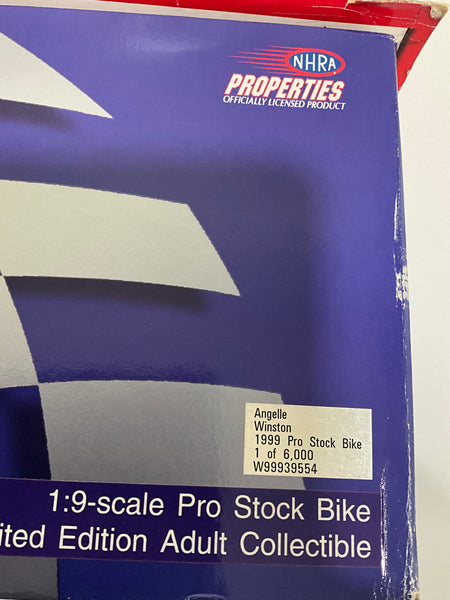 NHRA
PROPERTIES
OFFICIALLY LICENSED PRODUCT
Angelle
Winston
1999 Pro Stock Bike
1 of 6,000
W99939554
1:9-scale Pro Stock Bike
ited Edition Adult Collectible